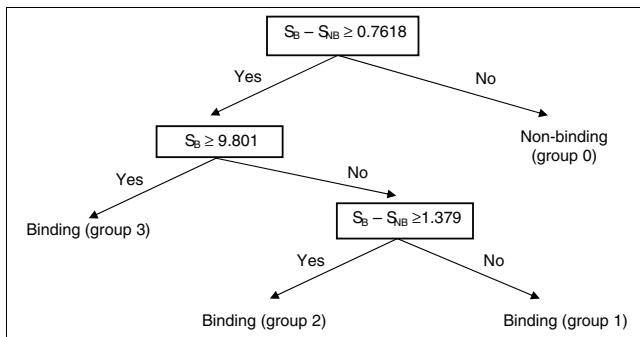 S_B – S_NB ≥ 0.7618
Yes
No
S_B ≥ 9.801
Non-binding
(group 0)
Yes
No
Binding (group 3)
S_B – S_NB ≥1.379
Yes
No
Binding (group 2)
Binding (group 1)